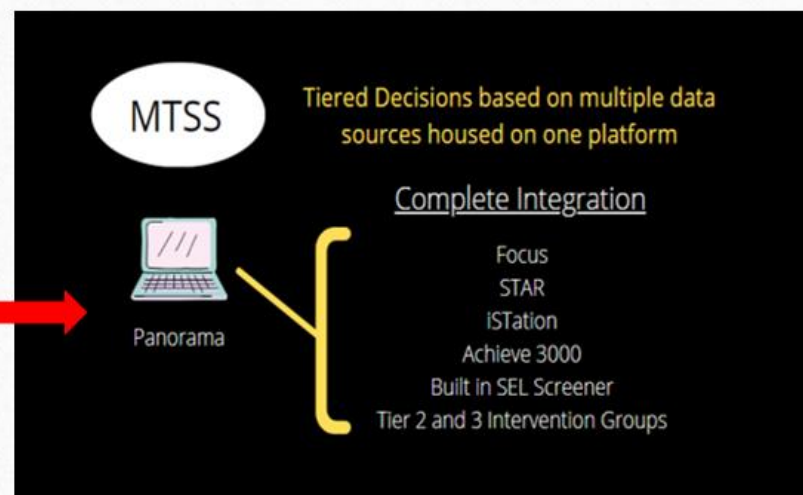 MTSS
Tiered Decisions based on multiple data
sources housed on one platform
Complete Integration
Panorama
Focus
STAR
iSTation
Achieve 3000
Built in SEL Screener
Tier 2 and 3 Intervention Groups